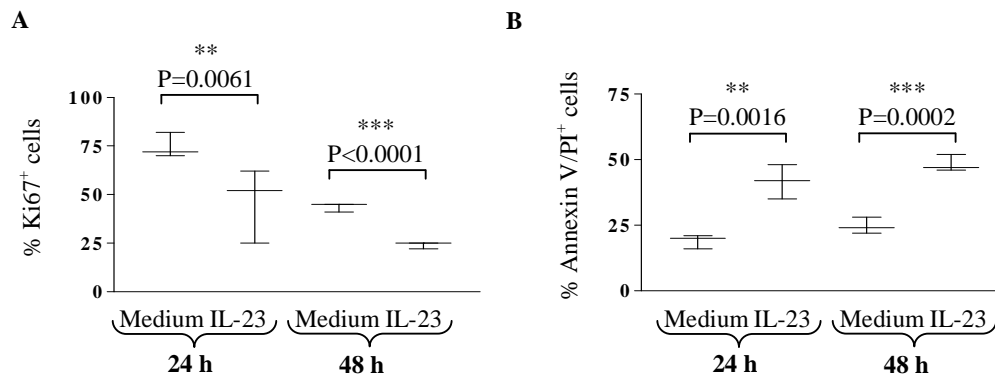 A
% Ki67+ cells
100
75
50
25
0
**
P=0.0061
***
P<0.0001
Medium IL-23 Medium IL-23
24 h 48 h
B
% Annexin V/PI+ cells
75
50
25
0
**
P=0.0016
***
P=0.0002
Medium IL-23 Medium IL-23
24 h 48 h